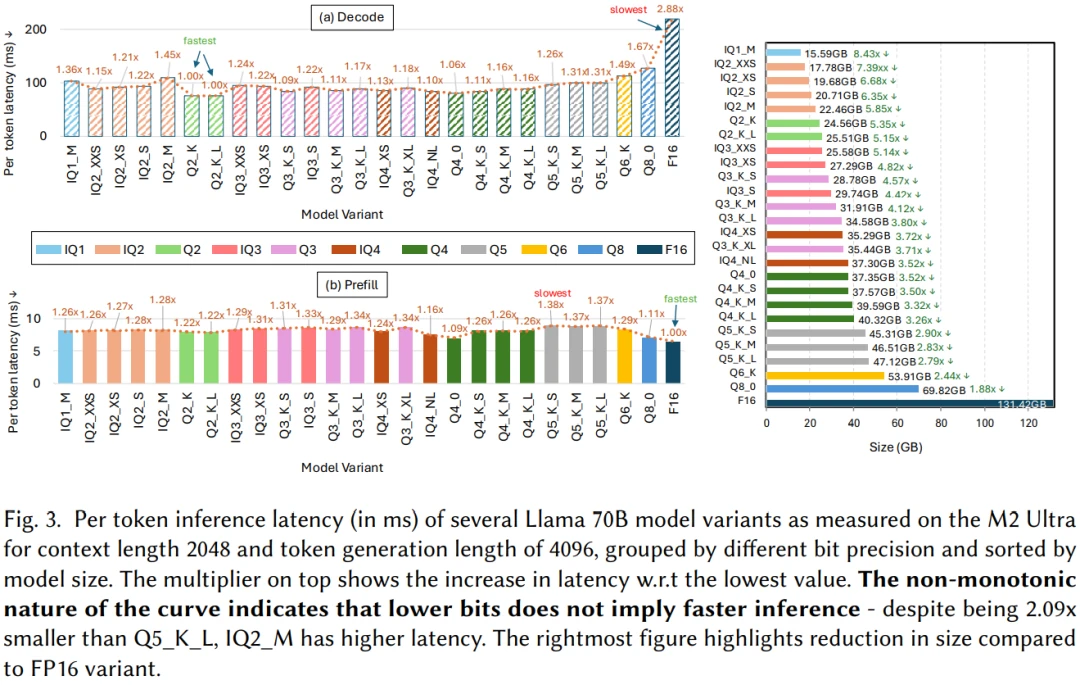 (a) Decode
Per token latency (ms) ↓
200
100
0
1.36x
1.15x
1.21x
1.22x
1.45x
fastest
1.00x
1.00x
1.24x
1.22x
1.09x
1.22x
1.11x
1.17x
1.13x
1.18x
1.10x
1.06x
1.11x
1.16x
1.16x
1.26x
1.31x
1.31x
1.49x
1.67x
slowest
2.88x
IQ1_M
IQ2_XXS
IQ2_XS
IQ2_S
IQ2_M
Q2_K
Q2_K_L
IQ3_XXS
IQ3_XS
Q3_K_S
IQ3_S
Q3_K_M
Q3_K_L
IQ4_XS
Q3_K_XL
IQ4_NL
Q4_0
Q4_K_S
Q4_K_M
Q4_K_L
Q5_K_S
Q5_K_M
Q5_K_L
Q6_K
Q8_0
F16
Model Variant
IQ1 IQ2 Q2 IQ3 Q3 IQ4 Q4 Q5 Q6 Q8 F16
(b) Prefill
Per token latency (ms) ↓
10
5
0
1.26x
1.26x
1.27x
1.28x
1.28x
1.22x
1.22x
1.29x
1.31x
1.31x
1.33x
1.29x
1.34x
1.24x
1.34x
1.16x
1.09x
1.26x
1.26x
1.26x
slowest
1.38x
1.37x
1.37x
1.29x
1.11x
fastest
1.00x
IQ1_M
IQ2_XXS
IQ2_XS
IQ2_S
IQ2_M
Q2_K
Q2_K_L
IQ3_XXS
IQ3_XS
Q3_K_S
IQ3_S
Q3_K_M
Q3_K_L
IQ4_XS
Q3_K_XL
IQ4_NL
Q4_0
Q4_K_S
Q4_K_M
Q4_K_L
Q5_K_S
Q5_K_M
Q5_K_L
Q6_K
Q8_0
F16
Model Variant
IQ1_M 15.59GB 8.43x ↓
IQ2_XXS 17.78GB 7.39xx ↓
IQ2_XS 19.68GB 6.68x ↓
IQ2_S 20.71GB 6.35x ↓
IQ2_M 22.46GB 5.85x ↓
Q2_K 24.56GB 5.35x ↓
Q2_K_L 25.51GB 5.15x ↓
IQ3_XXS 25.58GB 5.14x ↓
IQ3_XS 27.29GB 4.82x ↓
Q3_K_S 28.78GB 4.57x ↓
IQ3_S 29.74GB 4.42x ↓
Q3_K_M 31.91GB 4.12x ↓
Q3_K_L 34.58GB 3.80x ↓
IQ4_XS 35.29GB 3.72x ↓
Q3_K_XL 35.44GB 3.71x ↓
IQ4_NL 37.30GB 3.52x ↓
Q4_0 37.35GB 3.52x ↓
Q4_K_S 37.57GB 3.50x ↓
Q4_K_M 39.59GB 3.32x ↓
Q4_K_L 40.32GB 3.26x ↓
Q5_K_S 45.31GB 2.90x ↓
Q5_K_M 46.51GB 2.83x ↓
Q5_K_L 47.12GB 2.79x ↓
Q6_K 53.91GB 2.44x ↓
Q8_0 69.82GB 1.88x ↓
F16 131.42GB
0 20 40 60 80 100 120
Size (GB)
Fig. 3. Per token inference latency (in ms) of several Llama 70B model variants as measured on the M2 Ultra
for context length 2048 and token generation length of 4096, grouped by different bit precision and sorted by
model size. The multiplier on top shows the increase in latency w.r.t the lowest value. The non-monotonic
nature of the curve indicates that lower bits does not imply faster inference - despite being 2.09x
smaller than Q5_K_L, IQ2_M has higher latency. The rightmost figure highlights reduction in size compared
to FP16 variant.